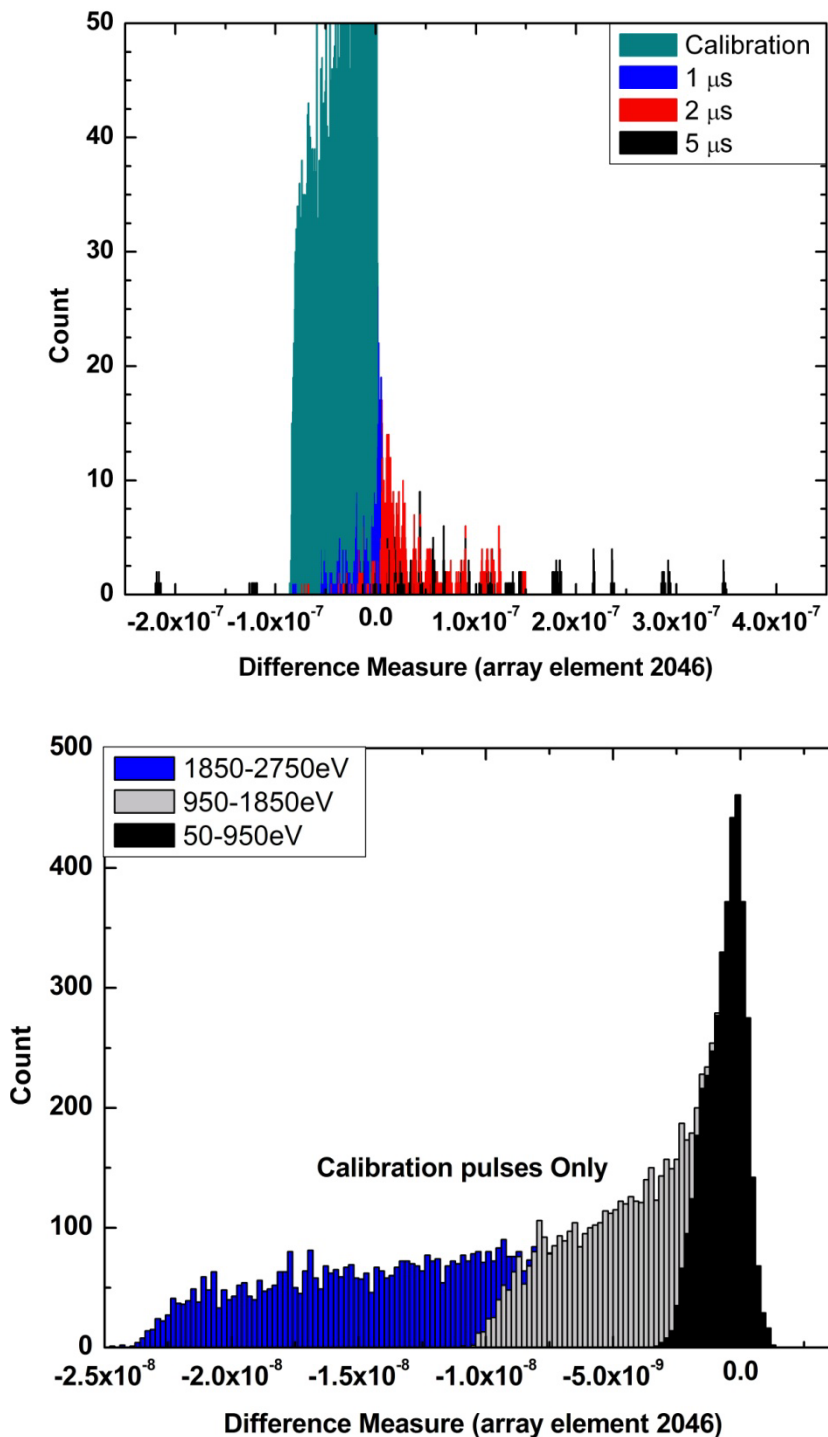 50
40
30
20
10
0
Count
Calibration
1 μs
2 μs
5 μs
-2.0x10⁻⁷ -1.0x10⁻⁷ 0.0 1.0x10⁻⁷ 2.0x10⁻⁷ 3.0x10⁻⁷ 4.0x10⁻⁷
Difference Measure (array element 2046)
500
400
300
200
100
0
Count
1850-2750eV
950-1850eV
50-950eV
Calibration pulses Only
-2.5x10⁻⁸ -2.0x10⁻⁸ -1.5x10⁻⁸ -1.0x10⁻⁸ -5.0x10⁻⁹ 0.0
Difference Measure (array element 2046)